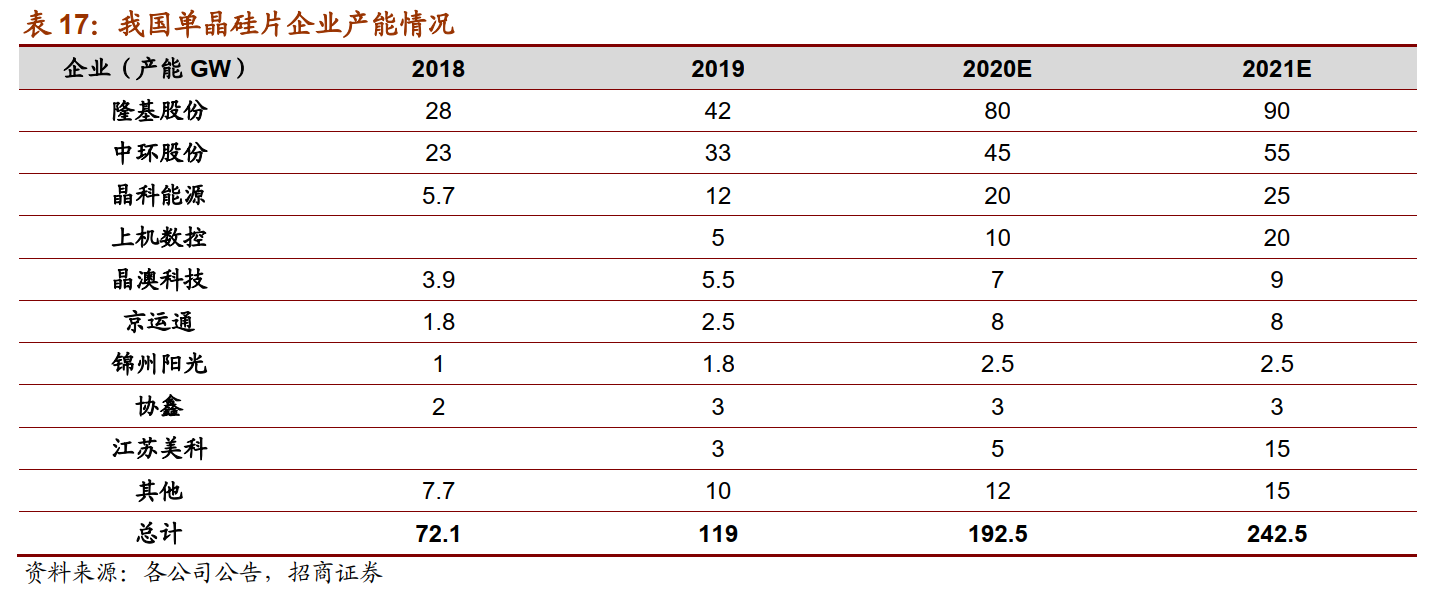 表 17：我国单晶硅片企业产能情况
企业（产能 GW） 2018 2019 2020E 2021E
隆基股份 28 42 80 90
中环股份 23 33 45 55
晶科能源 5.7 12 20 25
上机数控 5 10 20
晶澳科技 3.9 5.5 7 9
京运通 1.8 2.5 8 8
锦州阳光 1 1.8 2.5 2.5
协鑫 2 3 3 3
江苏美科 3 5 15
其他 7.7 10 12 15
总计 72.1 119 192.5 242.5
资料来源：各公司公告，招商证券